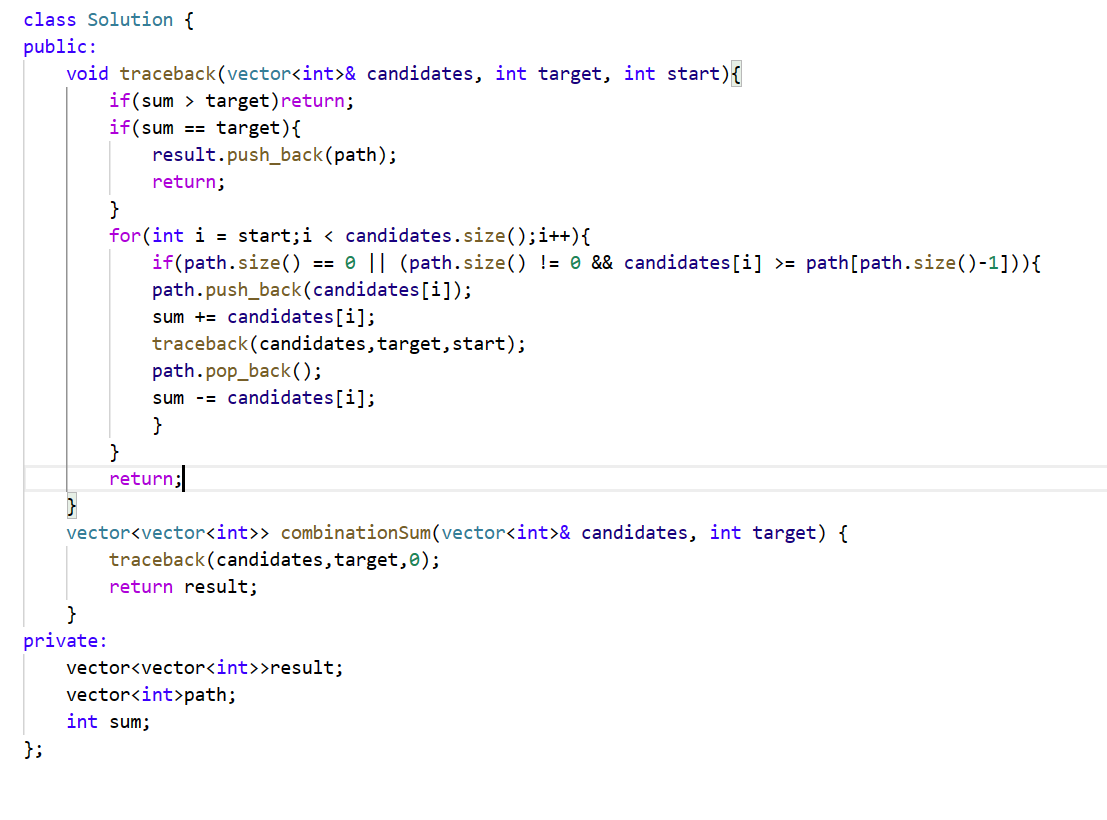 class Solution {
public:
    void traceback(vector<int>& candidates, int target, int start){
        if(sum > target)return;
        if(sum == target){
            result.push_back(path);
            return;
        }
        for(int i = start;i < candidates.size();i++){
            if(path.size() == 0 || (path.size() != 0 && candidates[i] >= path[path.size()-1])){
            path.push_back(candidates[i]);
            sum += candidates[i];
            traceback(candidates,target,start);
            path.pop_back();
            sum -= candidates[i];
            }
        }
        return;
    }
    vector<vector<int>> combinationSum(vector<int>& candidates, int target) {
        traceback(candidates,target,0);
        return result;
    }
private:
    vector<vector<int>>result;
    vector<int>path;
    int sum;
};